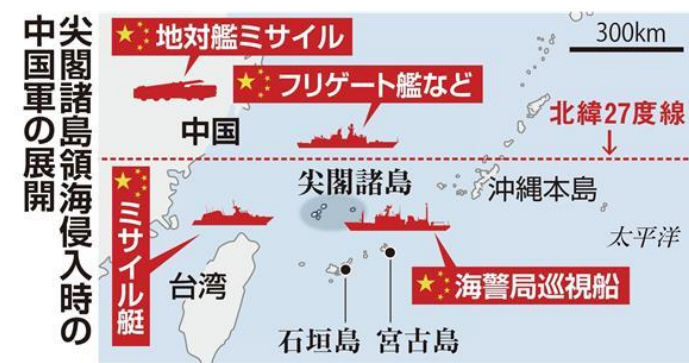 尖閣諸島領海侵入時の
中国軍の展開
地対艦ミサイル
フリゲート艦など
300km
中国
北緯27度線
↓
尖閣諸島
沖縄本島
ミサイル艇
太平洋
台湾
海警局巡視船
石垣島
宮古島